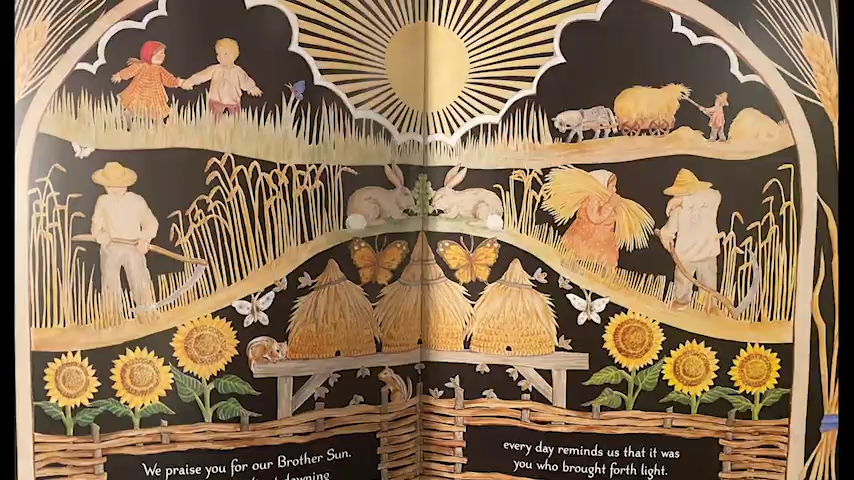 We praise you for our Brother Sun.
dawning
every day reminds us that it was
you who brought forth light.